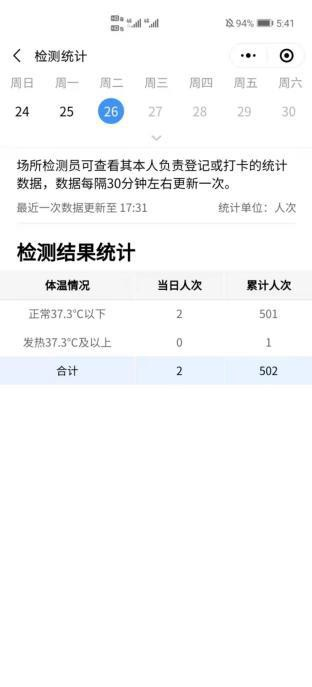 94% 5:41
检测统计
周日 周一 周二 周三 周四 周五 周六
24 25 26 27 28 29 30
场所检测员可查看其本人负责登记或打卡的统计
数据，数据每隔30分钟左右更新一次。
最近一次数据更新至 17:31 统计单位：人次
检测结果统计
体温情况 当日人次 累计人次
正常37.3°C以下 2 501
发热37.3°C及以上 0 1
合计 2 502